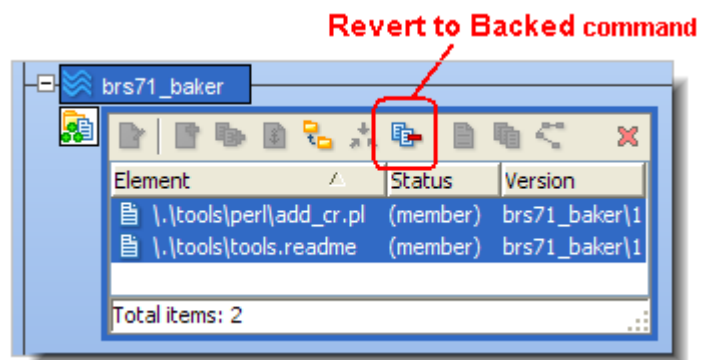 Revert to Backed command
brs71_baker
Element Status Version
\.\tools\perl\add_cr.pl (member) brs71_baker\1
\.\tools\tools.readme (member) brs71_baker\1
Total items: 2